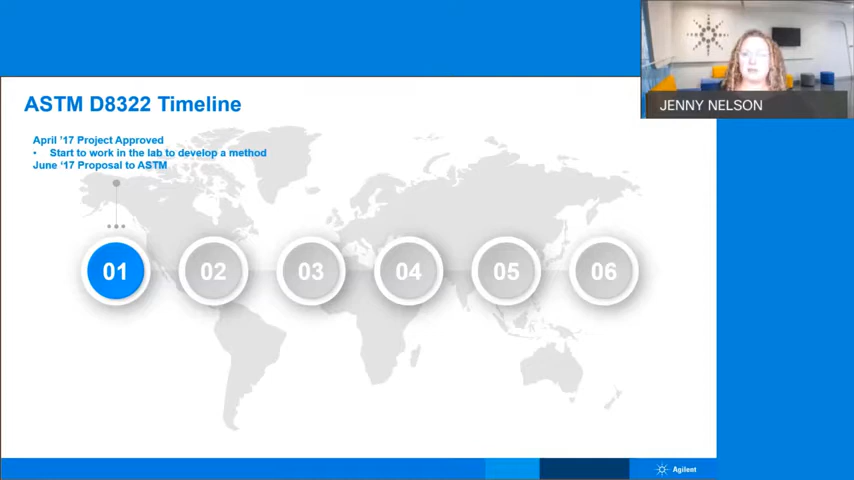 JENNY NELSON
ASTM D8322 Timeline
April '17 Project Approved
• Start to work in the lab to develop a method
June ‘17 Proposal to ASTM
01 02 03 04 05 06
Agilent